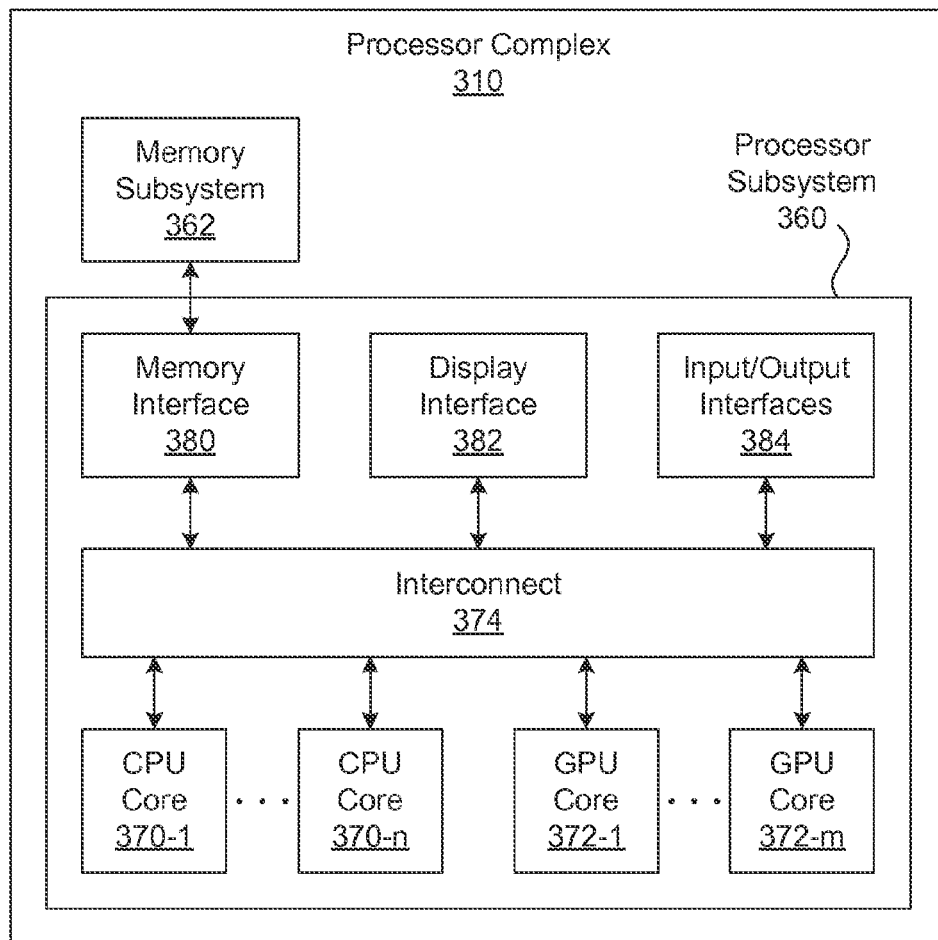 Processor Complex
310
Memory
Subsystem
362
Processor
Subsystem
360
Memory
Interface
380
Display
Interface
382
Input/Output
Interfaces
384
Interconnect
374
CPU
Core
370-1
. . .
CPU
Core
370-n
GPU
Core
372-1
. . .
GPU
Core
372-m